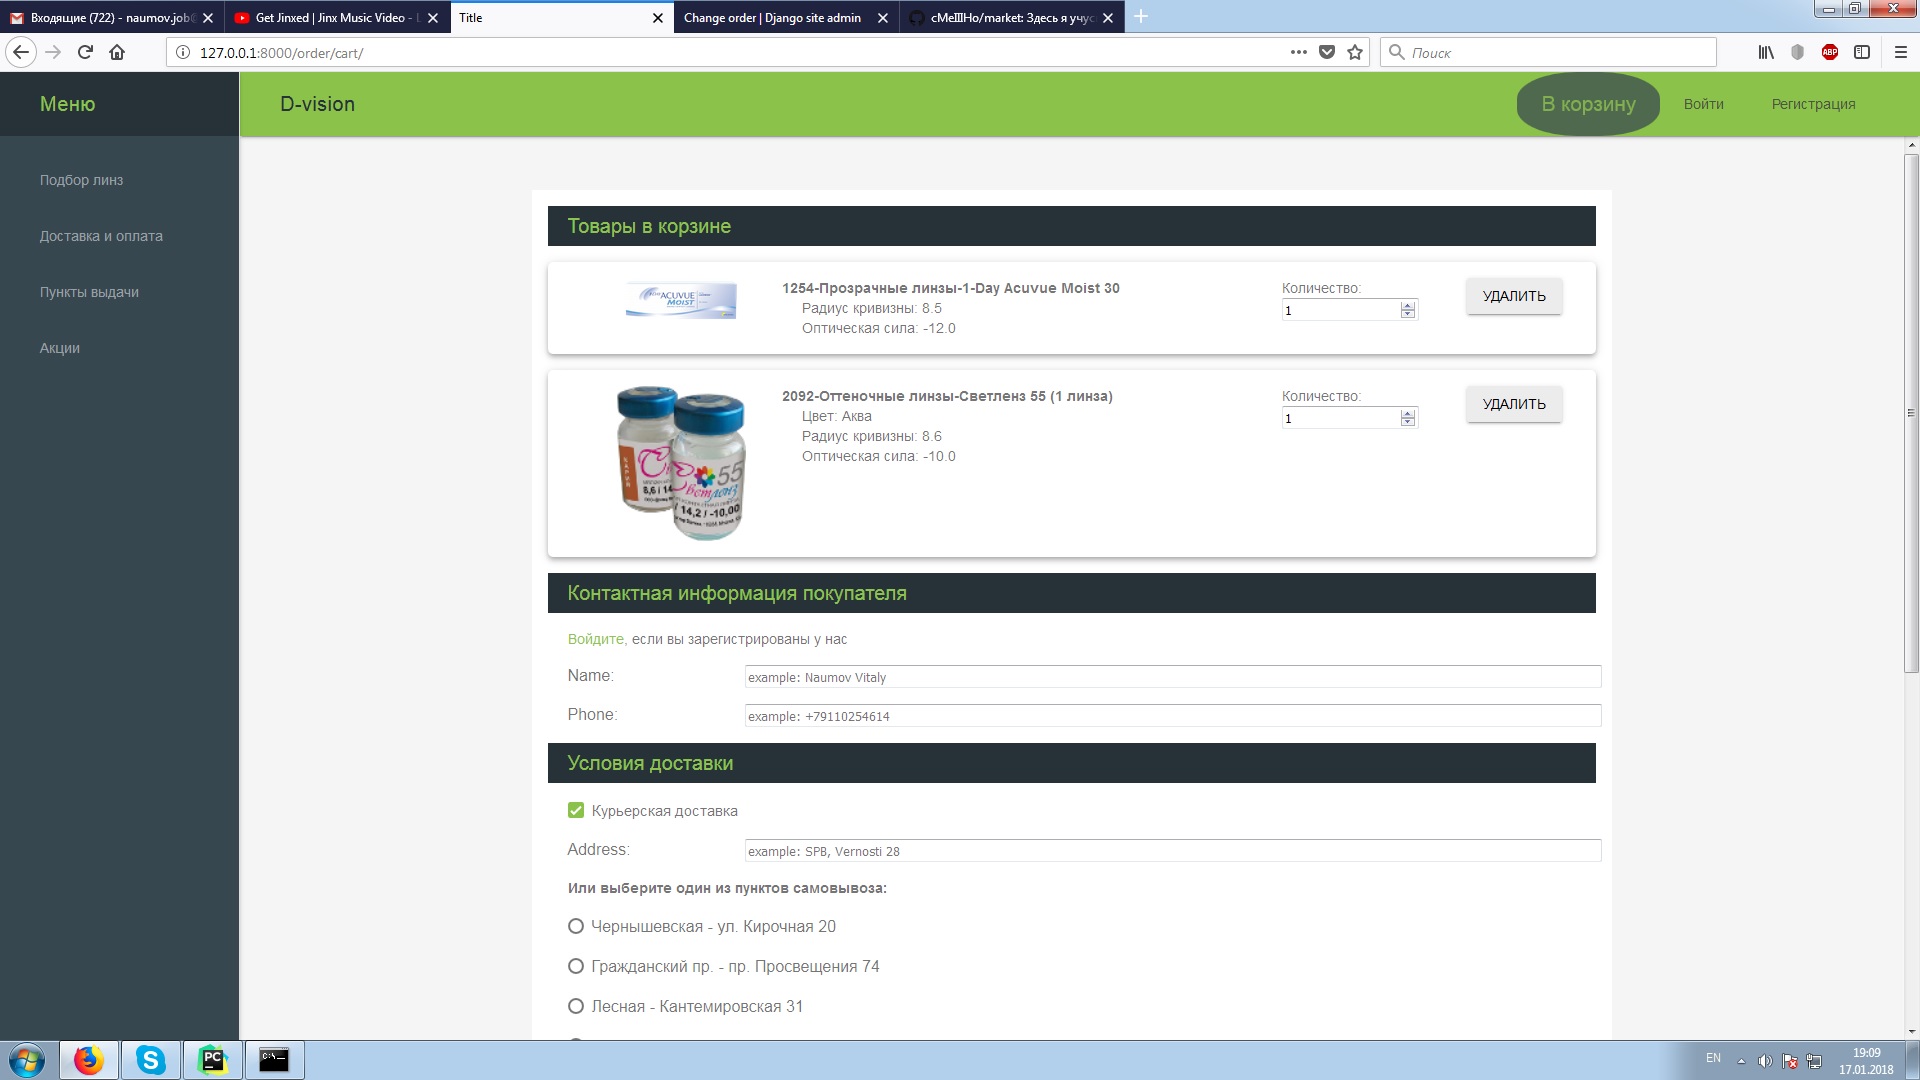 Входящие (722) - naumov.job@
Get Jinxed | Jinx Music Video - L
Title
Change order | Django site admin
cMeIIIHo/market: Здесь я учус
127.0.0.1:8000/order/cart/
Поиск
ABP
Меню
D-vision
В корзину
Войти
Регистрация
Подбор линз
Доставка и оплата
Пункты выдачи
Акции
Товары в корзине
ACUVUE
MOIST
1254-Прозрачные линзы-1-Day Acuvue Moist 30
Радиус кривизны: 8.5
Оптическая сила: -12.0
Количество:
1
УДАЛИТЬ
55
14,2 / -10,00
2092-Оттеночные линзы-Светленз 55 (1 линза)
Цвет: Аква
Радиус кривизны: 8.6
Оптическая сила: -10.0
Количество:
1
УДАЛИТЬ
Контактная информация покупателя
Войдите, если вы зарегистрированы у нас
Name:
example: Naumov Vitaly
Phone:
example: +79110254614
Условия доставки
Курьерская доставка
Address:
example: SPB, Vernosti 28
Или выберите один из пунктов самовывоза:
Чернышевская - ул. Кирочная 20
Гражданский пр. - пр. Просвещения 74
Лесная - Кантемировская 31
PC
C:\
EN
19:09
17.01.2018